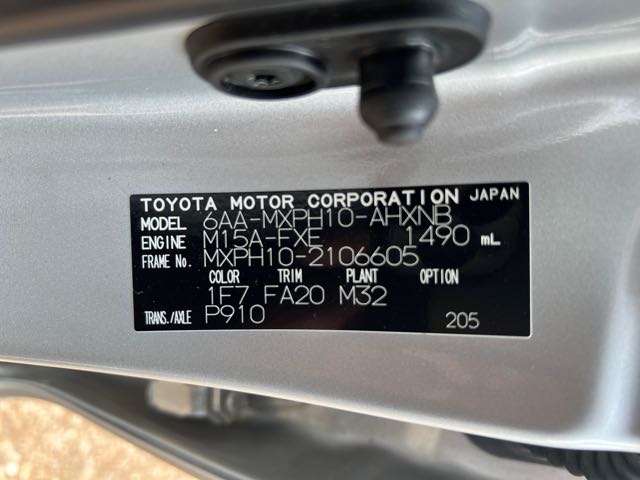 TOYOTA MOTOR CORPORATION JAPAN
MODEL 6AA-MXPH10-AHXNB
ENGINE M15A-FXE 1490 mL
FRAME No. MXPH10-2106605
COLOR TRIM PLANT OPTION
1F7 FA20 M32
TRANS./AXLE P910 205